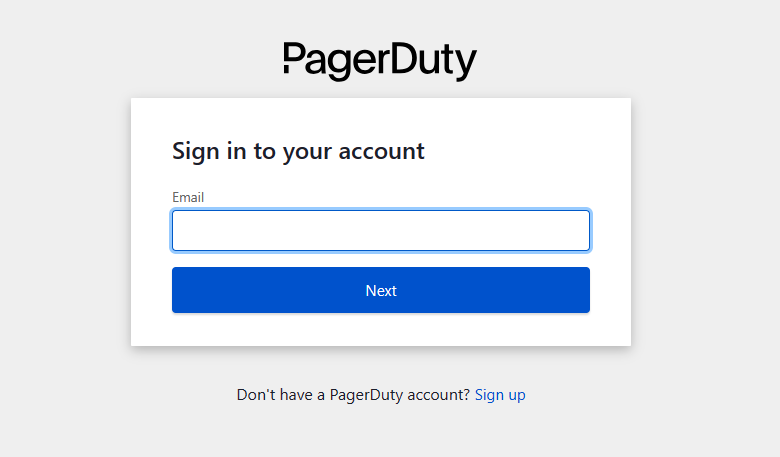 PagerDuty
Sign in to your account
Email
Next
Don't have a PagerDuty account? Sign up